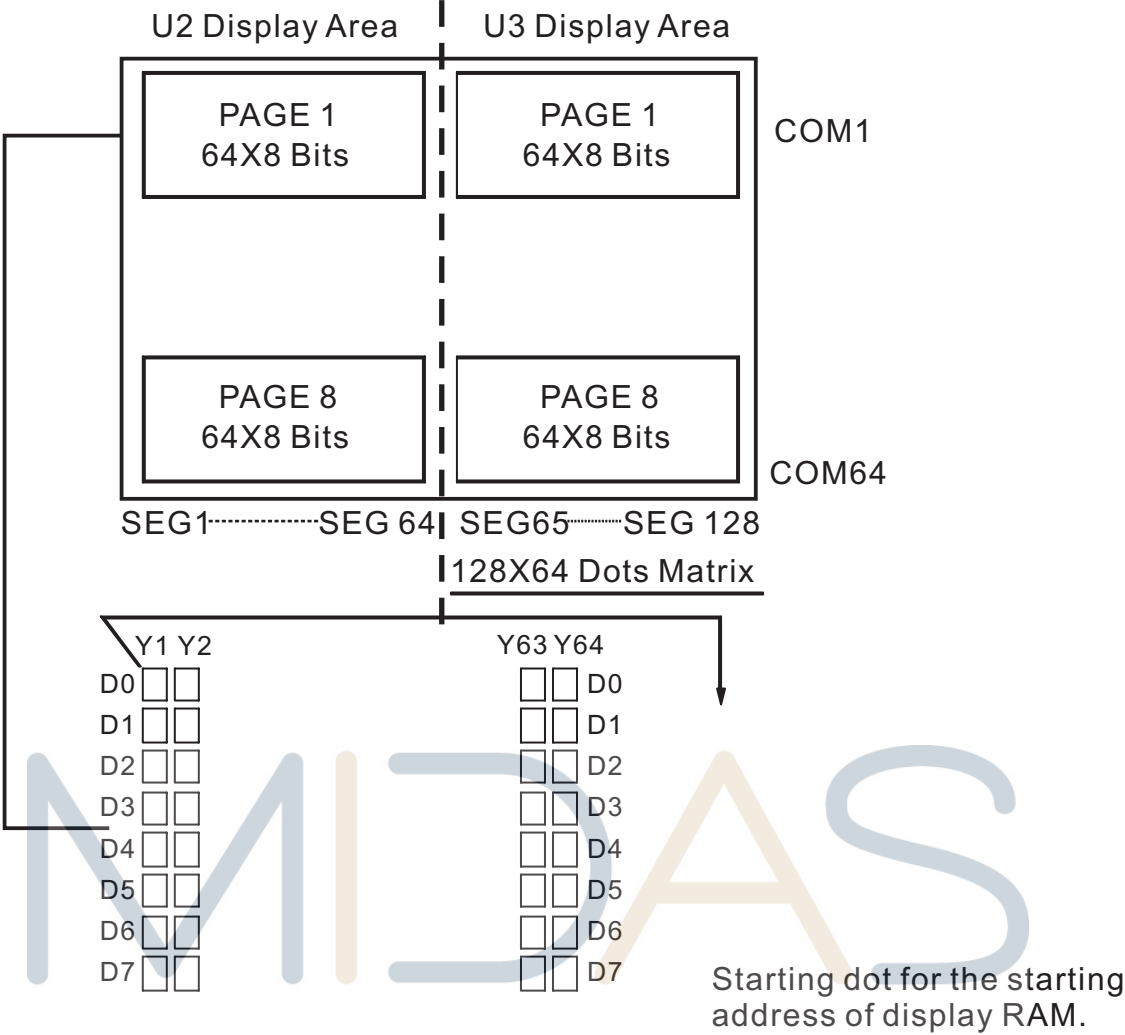 U2 Display Area U3 Display Area
PAGE 1 PAGE 1
64X8 Bits 64X8 Bits
COM1
PAGE 8 PAGE 8
64X8 Bits 64X8 Bits
COM64
SEG1 SEG 64 SEG65 SEG 128
128X64 Dots Matrix
Y1 Y2 Y63 Y64
D0 D0
D1 D1
D2 D2
D3 D3
D4 D4
D5 D5
D6 D6
D7 D7
MIDAS
Starting dot for the starting
address of display RAM.